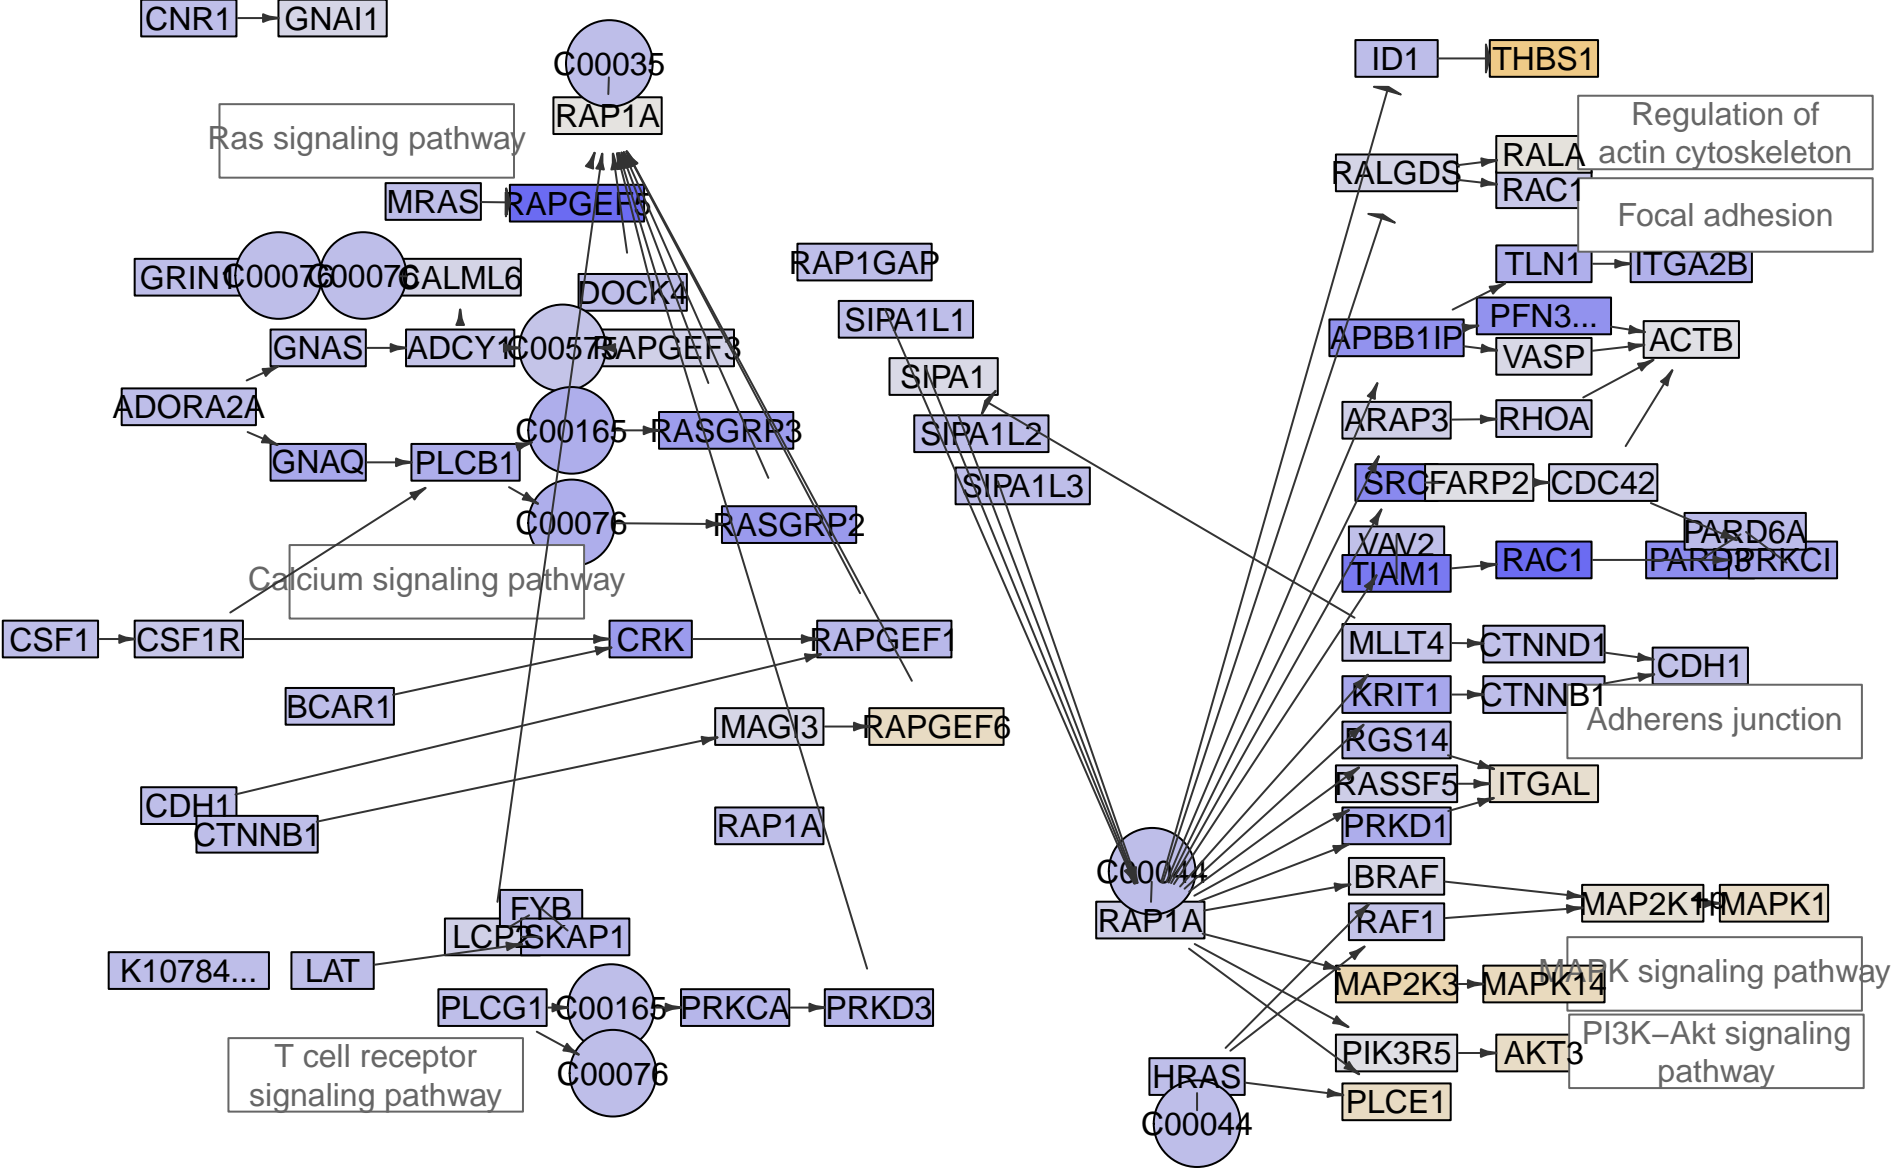 CNR1
GNAI1
C00035
RAP1A
Ras signaling pathway
MRAS
RAPGEF5
GRIN1
C00076
C00076
CALML6
DOCK4
GNAS
ADCY1
C00575
RAPGEF3
ADORA2A
GNAQ
PLCB1
C00165
RASGRP3
C00076
RASGRP2
Calcium signaling pathway
CSF1
CSF1R
CRK
RAPGEF1
BCAR1
MAGI3
RAPGEF6
CDH1
CTNNB1
RAP1A
FYB
LCP2
SKAP1
K10784...
LAT
PLCG1
C00165
PRKCA
PRKD3
T cell receptor
signaling pathway
C00076
RAP1GAP
SIPA1L1
SIPA1
SIPA1L2
SIPA1L3
C00044
RAP1A
HRAS
C00044
ID1
THBS1
Regulation of
actin cytoskeleton
RALGDS
RALA
RAC1
Focal adhesion
TLN1
ITGA2B
APBB1IP
PFN3...
VASP
ACTB
ARAP3
RHOA
SRC
FARP2
CDC42
VAV2
TIAM1
RAC1
PARD6A
PARD3
PRKCI
MLLT4
CTNND1
CDH1
KRIT1
CTNNB1
Adherens junction
RGS14
RASSF5
ITGAL
PRKD1
BRAF
RAF1
MAP2K1
+p
MAPK1
MAP2K3
MAPK14
MAPK signaling pathway
PIK3R5
AKT3
PI3K−Akt signaling
pathway
PLCE1